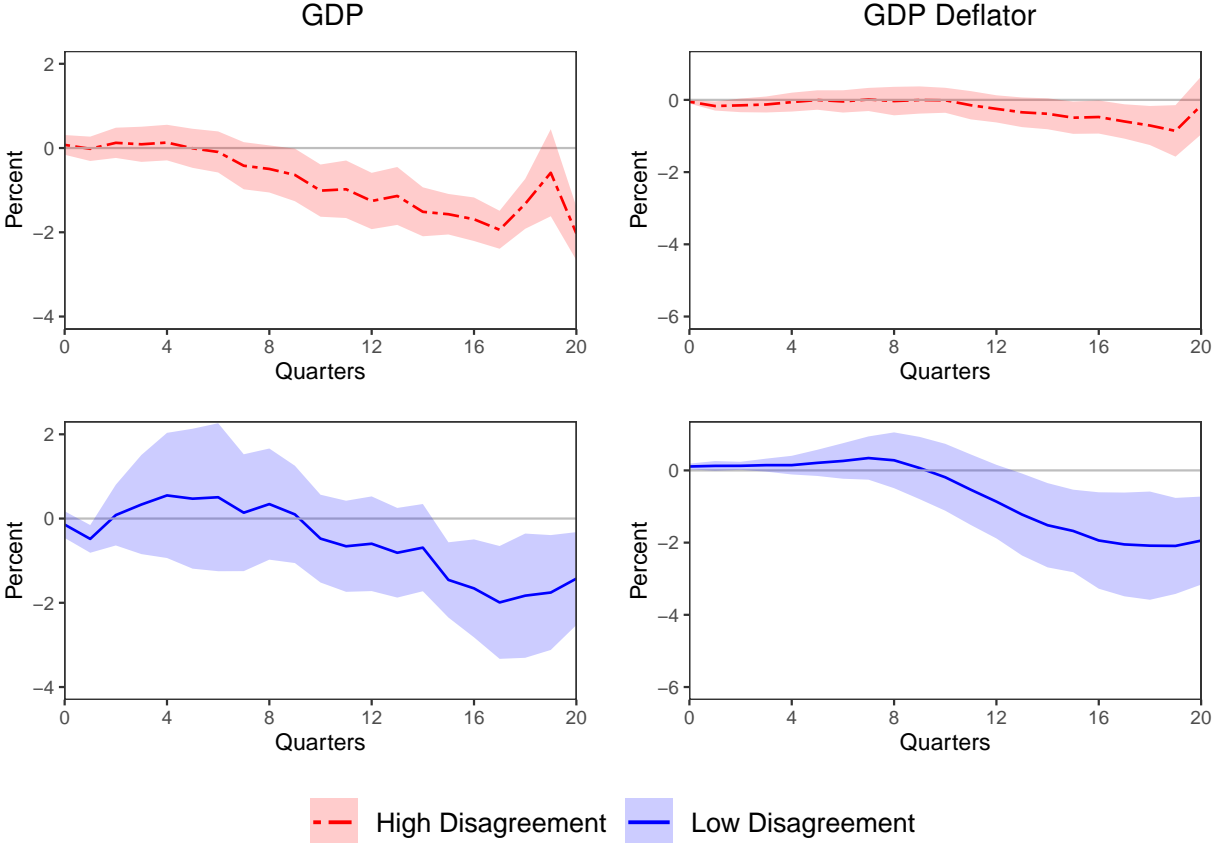 GDP
GDP Deflator
2
0
−2
−4
Percent
0 4 8 12 16 20
Quarters
0
−2
−4
−6
Percent
0 4 8 12 16 20
Quarters
2
0
−2
−4
Percent
0 4 8 12 16 20
Quarters
0
−2
−4
−6
Percent
0 4 8 12 16 20
Quarters
High Disagreement
Low Disagreement